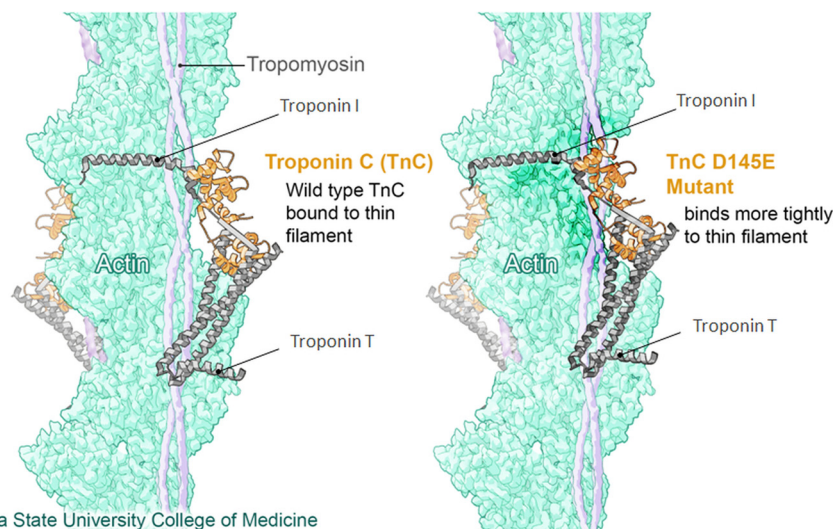 Tropomyosin
Troponin I
Troponin C (TnC)
Wild type TnC
bound to thin
filament
Actin
Troponin T
Troponin I
TnC D145E
Mutant
binds more tightly
to thin filament
Actin
Troponin T
a State University College of Medicine